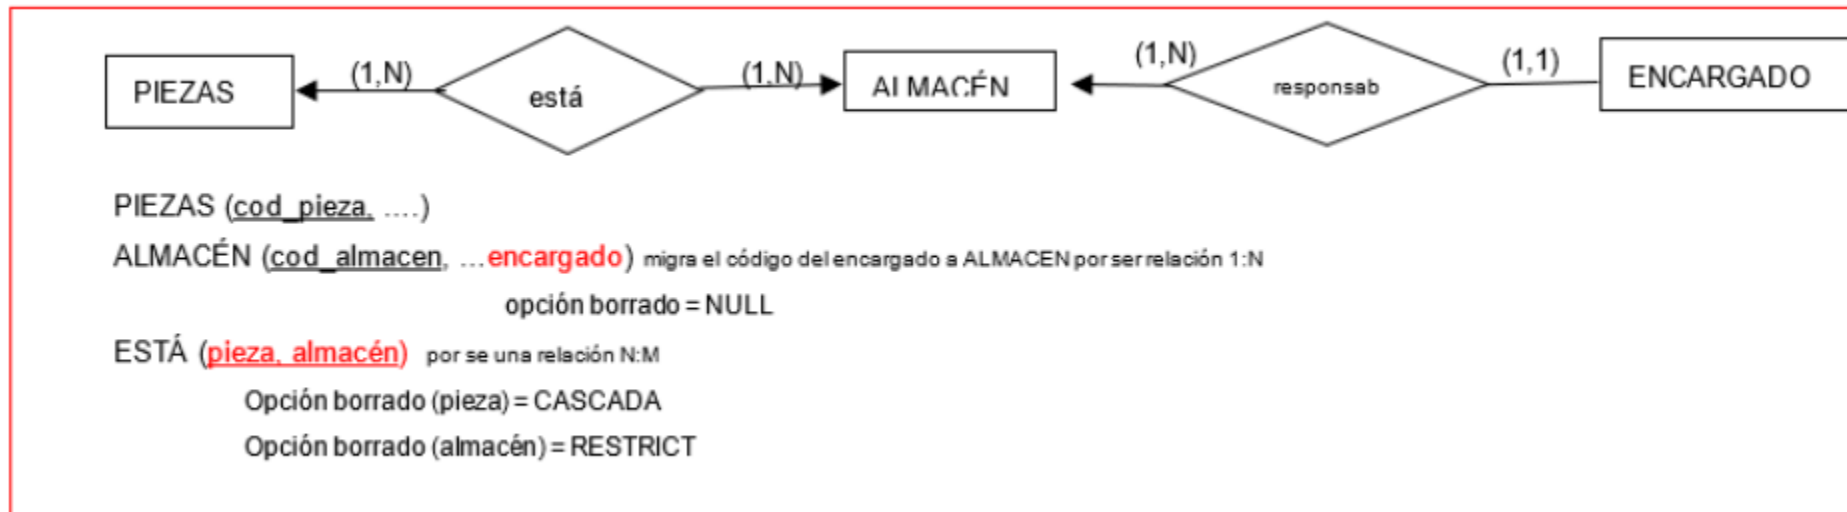 (1,N) (1,N) (1,N) (1,1)
PIEZAS está ALMACÉN responsab ENCARGADO
PIEZAS (cod_pieza, ....)
ALMACÉN (cod_almacen, ...encargado) migra el código del encargado a ALMACEN por ser relación 1:N
opción borrado = NULL
ESTÁ (pieza, almacén) por se una relación N:M
Opción borrado (pieza) = CASCADA
Opción borrado (almacén) = RESTRICT